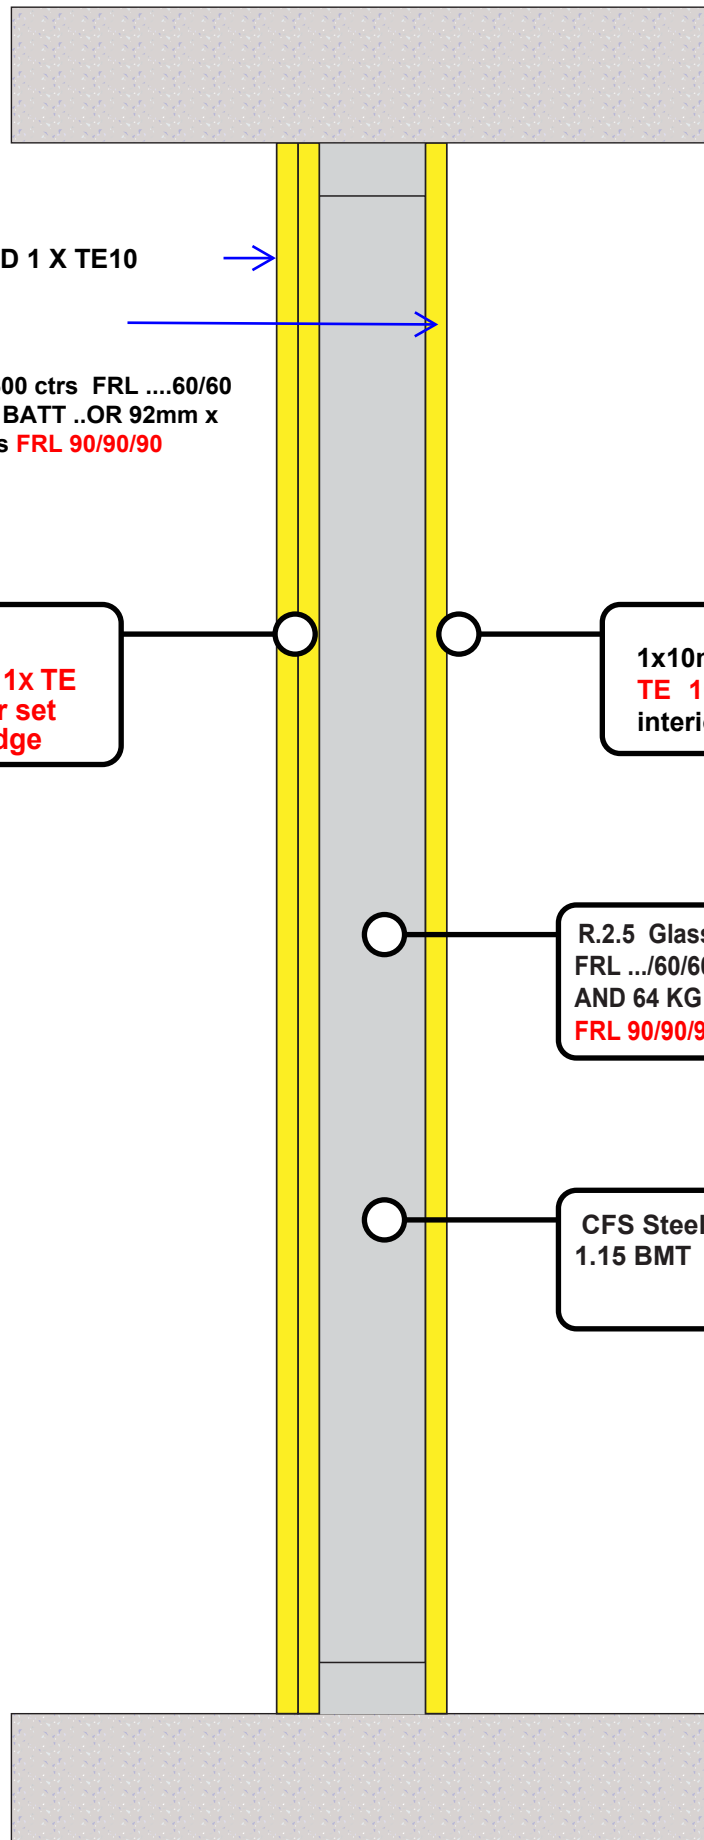 D 1 X TE10
00 ctrs FRL ....60/60
BATT ..OR 92mm x
s FRL 90/90/90
1x TE
r set
dge
1x10m
TE 1
interi
R.2.5 Glass
FRL .../60/60
AND 64 KG
FRL 90/90/9
CFS Steel
1.15 BMT